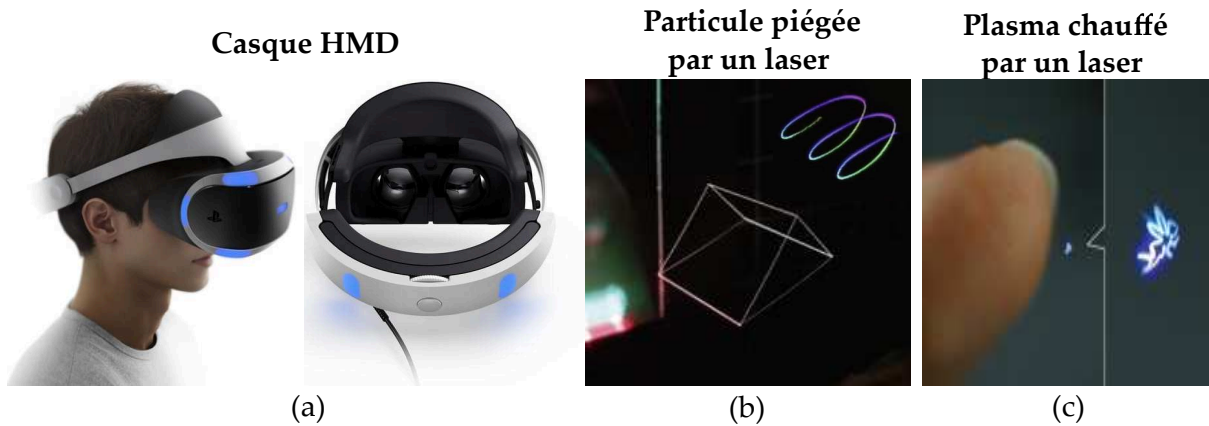 Casque HMD
Particule piégée
par un laser
Plasma chauffé
par un laser
(a)
(b)
(c)